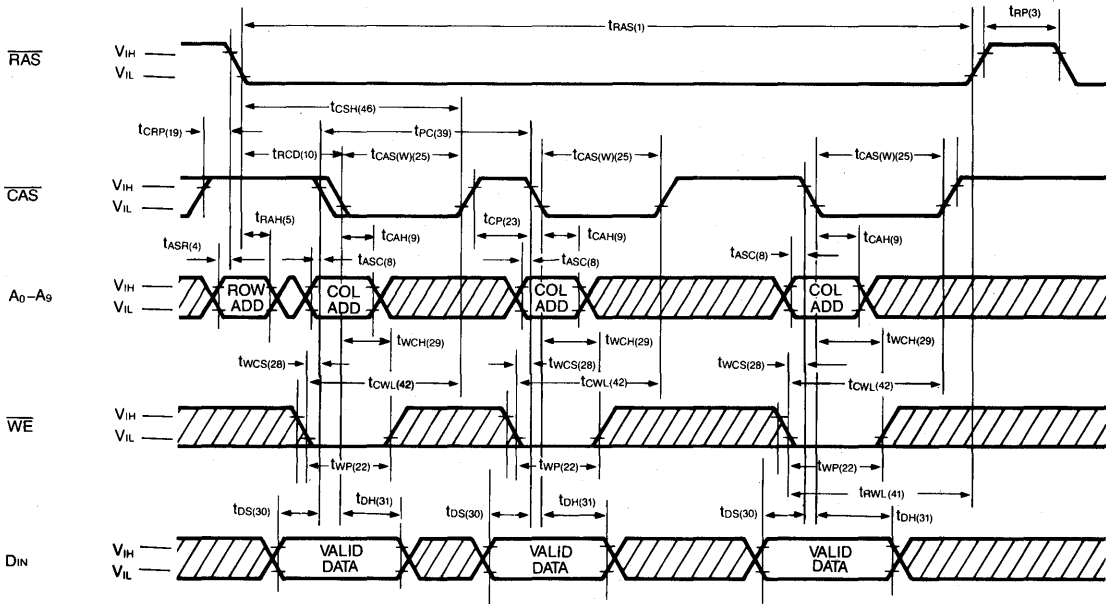 tRAS(1)
tRP(3)
RAS
VIH
VIL
tCSH(46)
tCRP(19)
tPC(39)
tRCD(10)
tCAS(W)(25)
tCAS(W)(25)
tCAS(W)(25)
CAS
VIH
VIL
tRAH(5)
tCP(23)
tCAH(9)
tCAH(9)
tCAH(9)
tASR(4)
tASC(8)
tASC(8)
tASC(8)
A0–A9
VIH
VIL
ROW ADD
COL ADD
COL ADD
COL ADD
tWCH(29)
tWCH(29)
tWCH(29)
tWCS(28)
tWCS(28)
tWCS(28)
tCWL(42)
tCWL(42)
tCWL(42)
WE
VIH
VIL
tWP(22)
tWP(22)
tWP(22)
tRWL(41)
tDS(30)
tDH(31)
tDS(30)
tDH(31)
tDS(30)
tDH(31)
DIN
VIH
VIL
VALID DATA
VALID DATA
VALID DATA